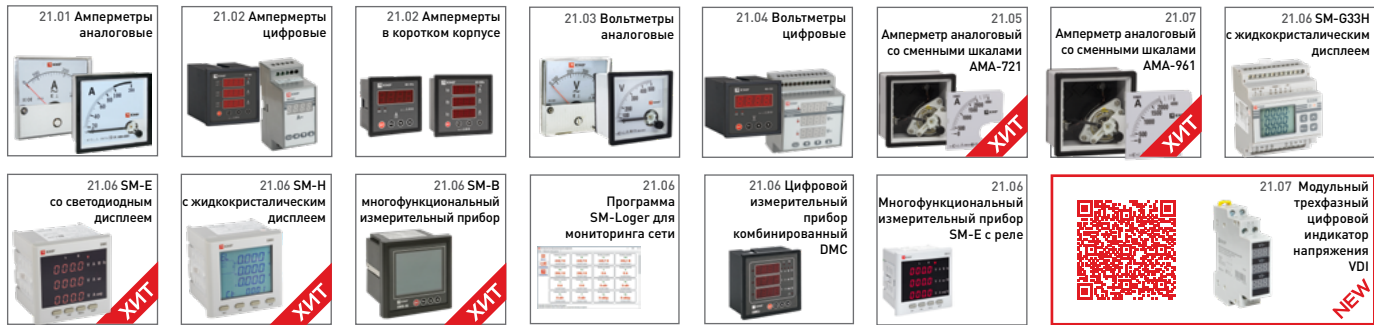 21.01 Амперметры
аналоговые
21.02 Ампермерты
цифровые
21.02 Ампермерты
в коротком корпусе
21.03 Вольтметры
аналоговые
21.04 Вольтметры
цифровые
21.05
Амперметр аналоговый
со сменными шкалами
АМА-721
ХИТ
21.07
Амперметр аналоговый
со сменными шкалами
АМА-961
ХИТ
21.06 SM-G33H
с жидкокристалическим
дисплеем
21.06 SM-E
со светодиодным
дисплеем
ХИТ
21.06 SM-H
с жидкокристалическим
дисплеем
ХИТ
21.06 SM-B
многофункциональный
измерительный прибор
ХИТ
21.06
Программа
SM-Loger для
мониторинга сети
21.06 Цифровой
измерительный
прибор
комбинированный
DMC
21.06
Многофункциональный
измерительный прибор
SM-E с реле
21.07 Модульный
трехфазный
цифровой
индикатор
напряжения
VDI
NEW